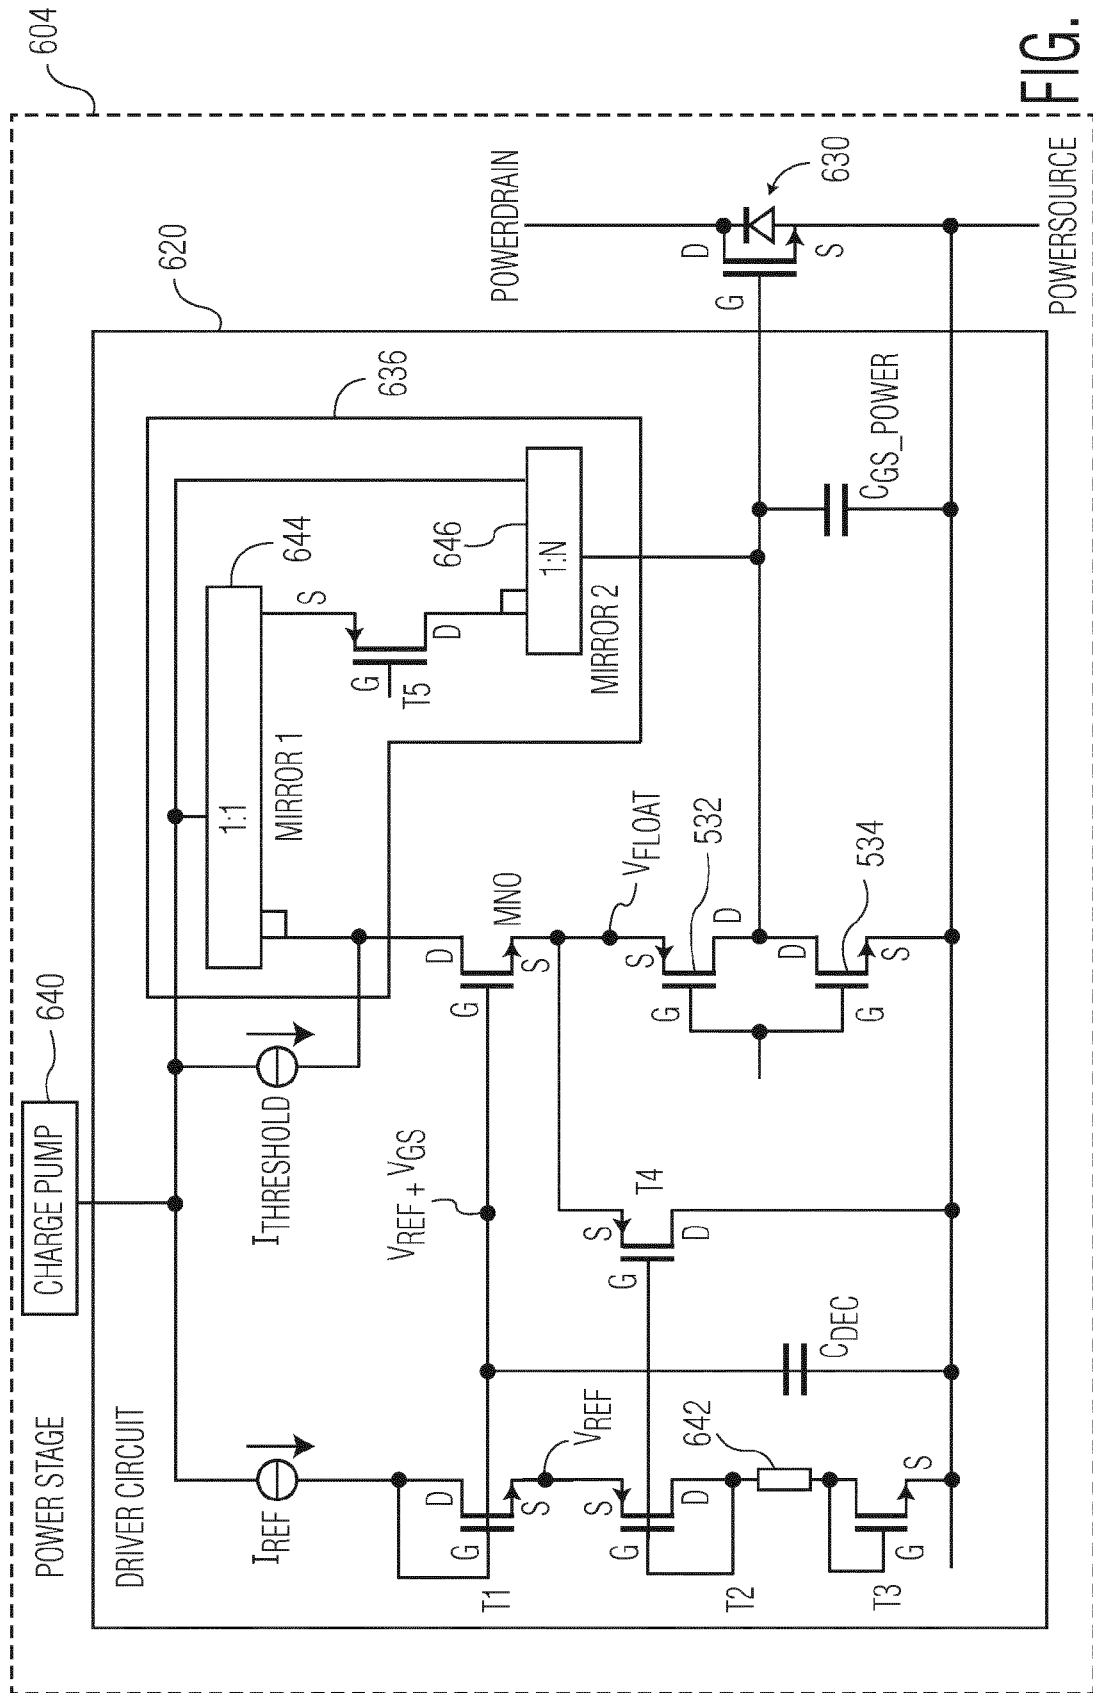 604
POWER STAGE
CHARGE PUMP
640
DRIVER CIRCUIT
620
636
I_REF
I_THRESHOLD
1:1
644
MIRROR 1
S
G
T5
D
646
1:N
MIRROR 2
POWERDRAIN
D
G
S
630
POWERSOURCE
V_REF + V_GS
D
G
S
T1
V_REF
D
G
S
MN0
V_FLOAT
S
G
D
T2
642
S
G
D
T4
S
G
D
532
D
G
S
534
C_DEC
C_GS_POWER
G
S
T3
FIG.